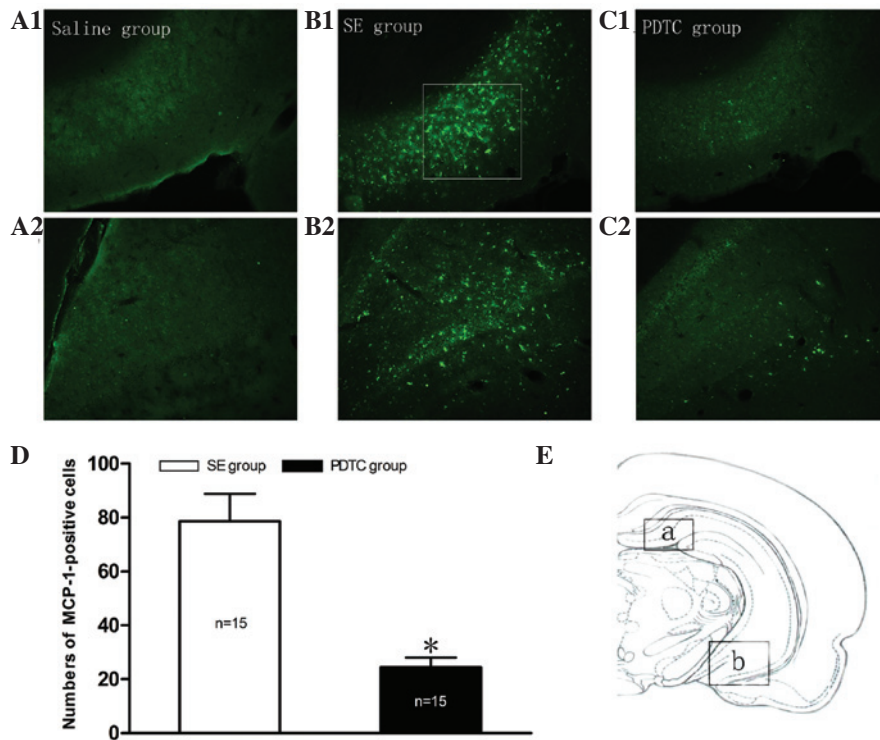 A1 Saline group
B1 SE group
C1 PDTC group
A2
B2
C2
D
Numbers of MCP-1-positive cells
100
80
60
40
20
0
SE group
PDTC group
n=15
*
n=15
E
a
b